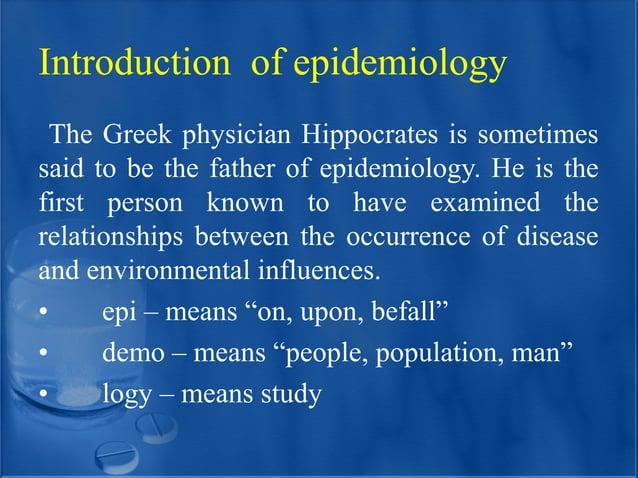 Introduction of epidemiology
The Greek physician Hippocrates is sometimes
said to be the father of epidemiology. He is the
first person known to have examined the
relationships between the occurrence of disease
and environmental influences.
• epi – means “on, upon, befall”
• demo – means “people, population, man”
• logy – means study